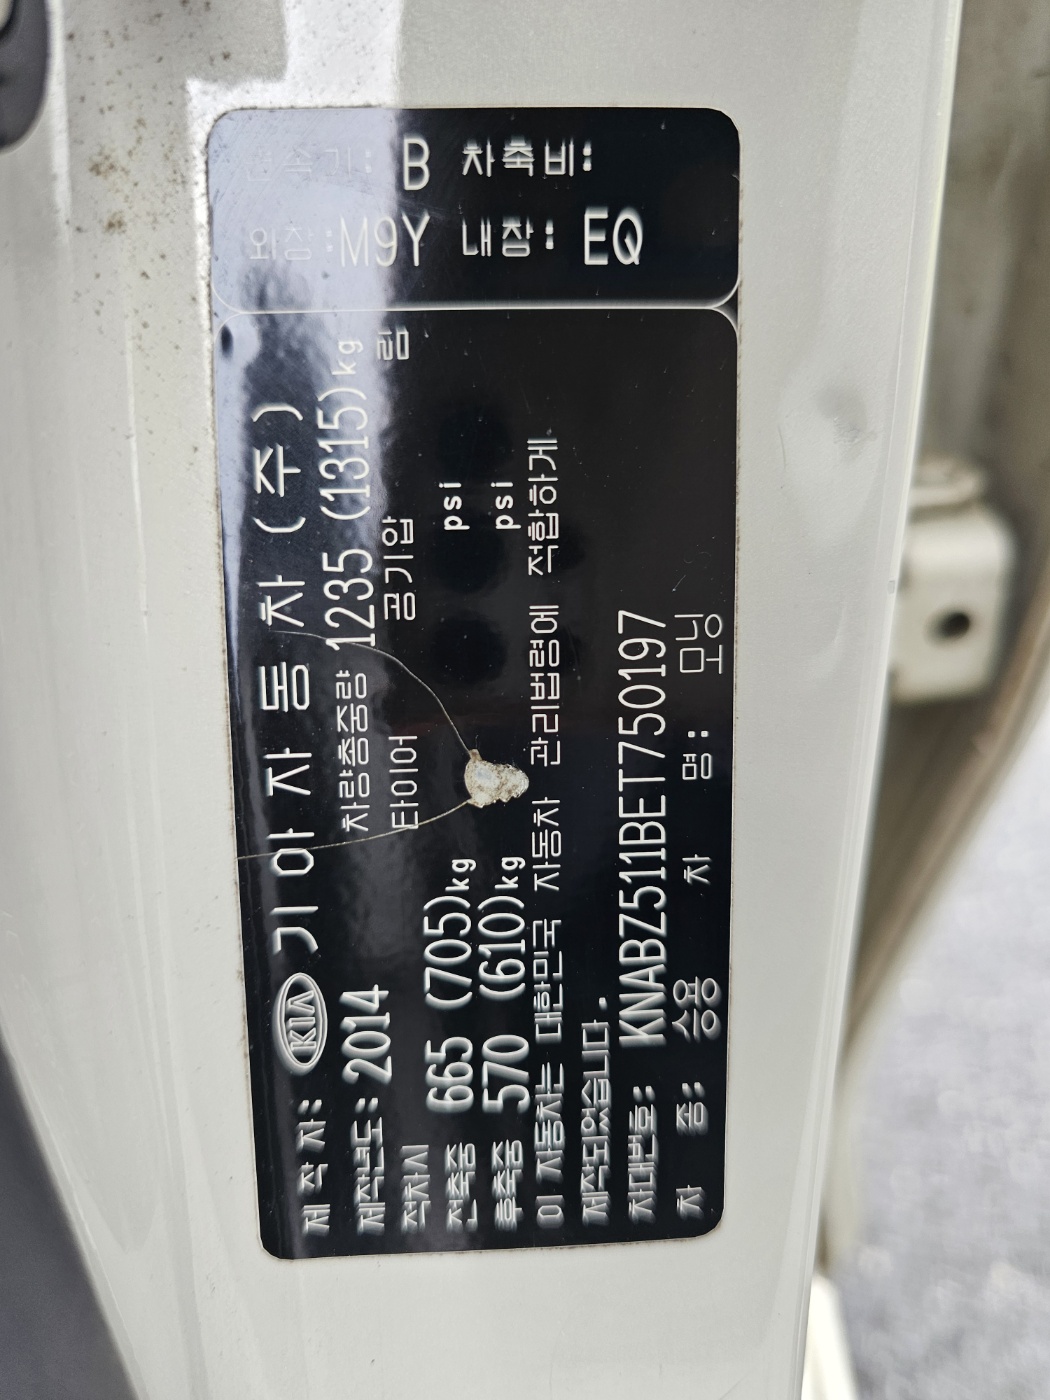 변속기: B 차축비:
외장: M9Y 내장: EQ
제 작 자: KIA 기아자동차(주)
제작년도: 2014 차량총중량 1235 (1315)kg
적차시 타이어 공기압 림
전축중 665 (705)kg psi
후축중 570 (610)kg psi
이 자동차는 대한민국 자동차 관리법령에 적합하게
제작되었습니다.
차대번호: KNABZ511BET750197
차 종: 승용 차 명: 모닝